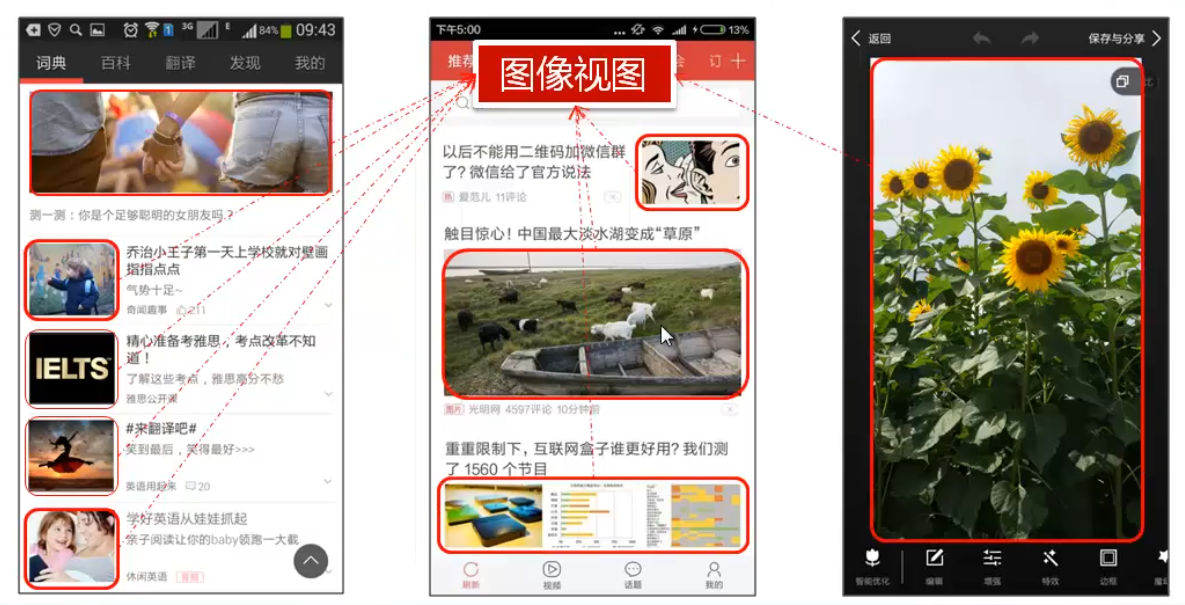 3G
E
84%
09:43
词典
百科
翻译
发现
我的
测一测：你是个足够聪明的女朋友吗？
乔治小王子第一天上学校就对壁画
指指点点
气势十足~
奇闻趣事
211
IELTS
精心准备考雅思，考点改革不知
道！
了解这些考点，雅思高分不愁
雅思公开课
#来翻译吧#
笑到最后，笑得最好>>>
英语用起来
20
学好英语从娃娃抓起
亲子阅读让你的baby领跑一大截
休闲英语
音频
下午5:00
13%
推荐
图像视图
订
以后不能用二维码加微信群
了？微信给了官方说法
热
爱范儿 11评论
触目惊心！中国最大淡水湖变成“草原”
图片
光明网 4597评论 10分钟前
重重限制下，互联网盒子谁更好用？我们测
了 1560 个节目
刷新
视频
话题
我的
返回
保存与分享
智能优化
编辑
增强
特效
边框